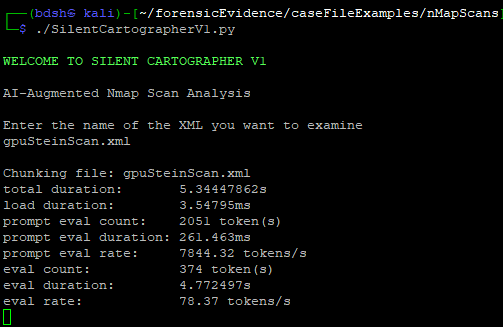 (bdsh㉿kali)-[~/forensicEvidence/caseFileExamples/nMapScans]
$ ./SilentCartographerV1.py
WELCOME TO SILENT CARTOGRAPHER V1
AI-Augmented Nmap Scan Analysis
Enter the name of the XML you want to examine
gpuSteinScan.xml
Chunking file: gpuSteinScan.xml
total duration: 5.34447862s
load duration: 3.54795ms
prompt eval count: 2051 token(s)
prompt eval duration: 261.463ms
prompt eval rate: 7844.32 tokens/s
eval count: 374 token(s)
eval duration: 4.772497s
eval rate: 78.37 tokens/s